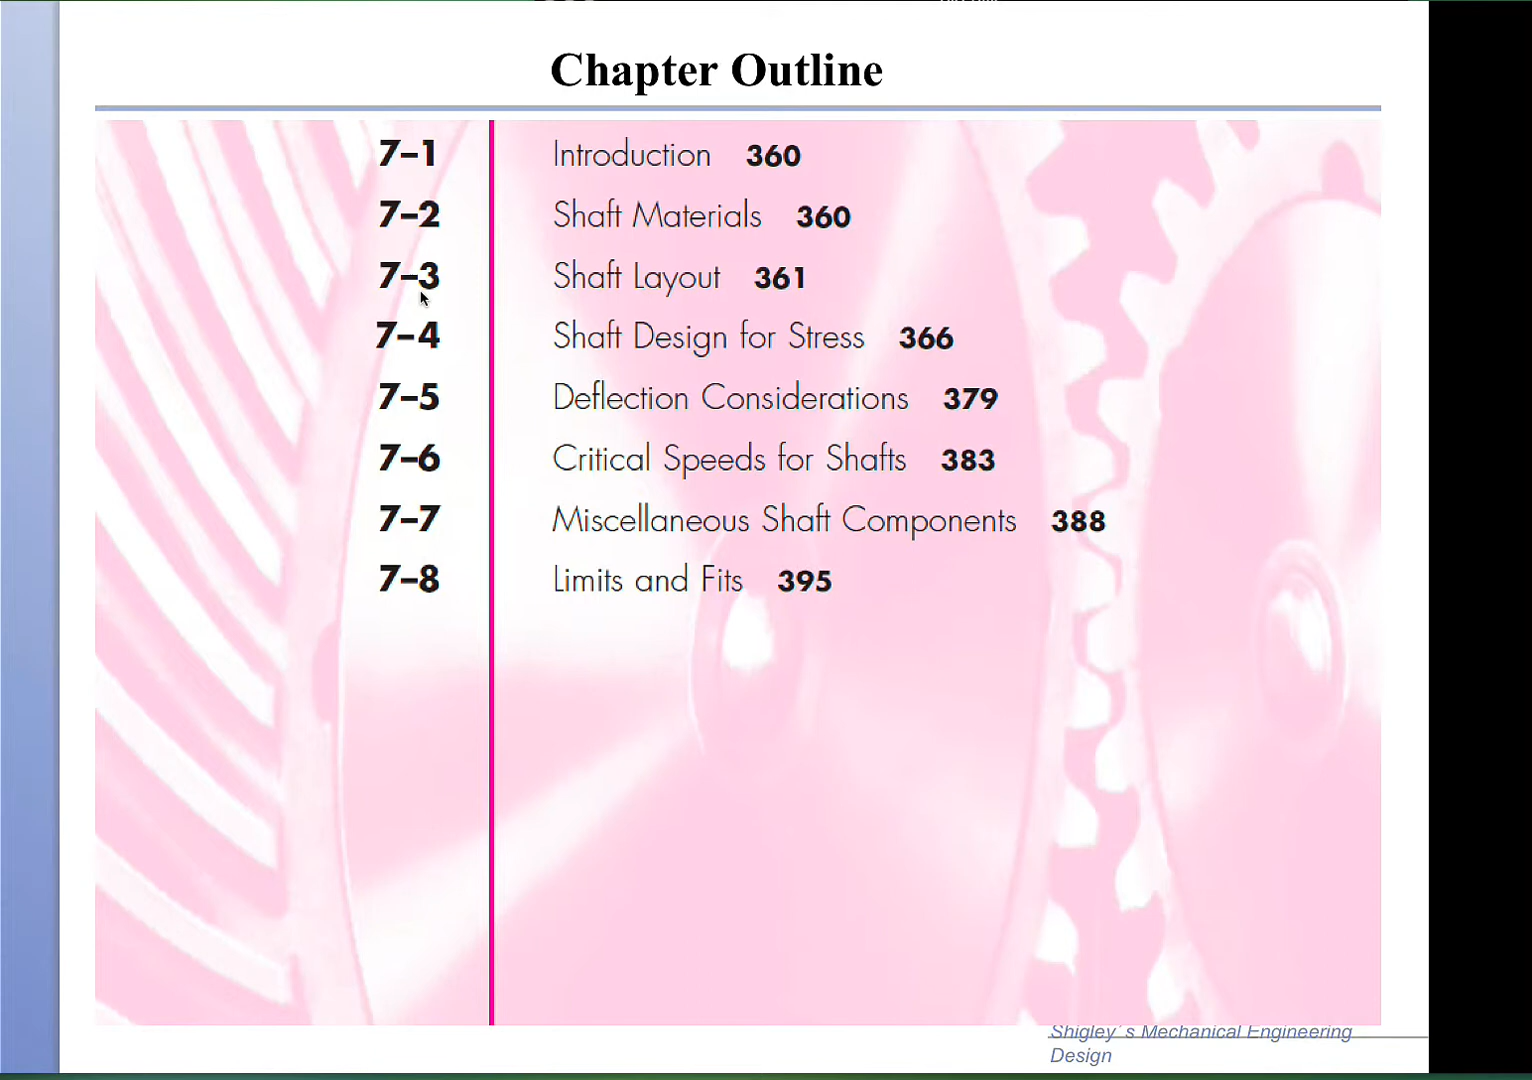 Chapter Outline
7–1 Introduction 360
7–2 Shaft Materials 360
7–3 Shaft Layout 361
7–4 Shaft Design for Stress 366
7–5 Deflection Considerations 379
7–6 Critical Speeds for Shafts 383
7–7 Miscellaneous Shaft Components 388
7–8 Limits and Fits 395
Shigley´s Mechanical Engineering
Design